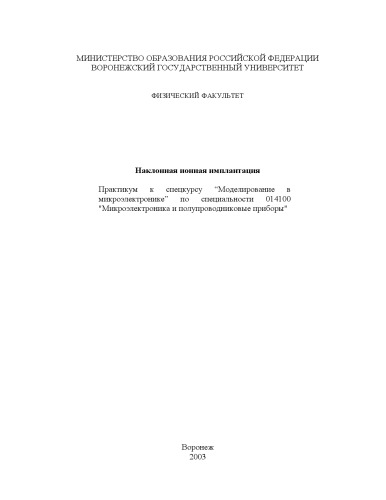 МИНИСТЕРСТВО ОБРАЗОВАНИЯ РОССИЙСКОЙ ФЕДЕРАЦИИ
ВОРОНЕЖСКИЙ ГОСУДАРСТВЕННЫЙ УНИВЕРСИТЕТ
ФИЗИЧЕСКИЙ ФАКУЛЬТЕТ
Наклонная ионная имплантация
Практикум к спецкурсу "Моделирование в
микроэлектронике" по специальности 014100
"Микроэлектроника и полупроводниковые приборы"
Воронеж
2003